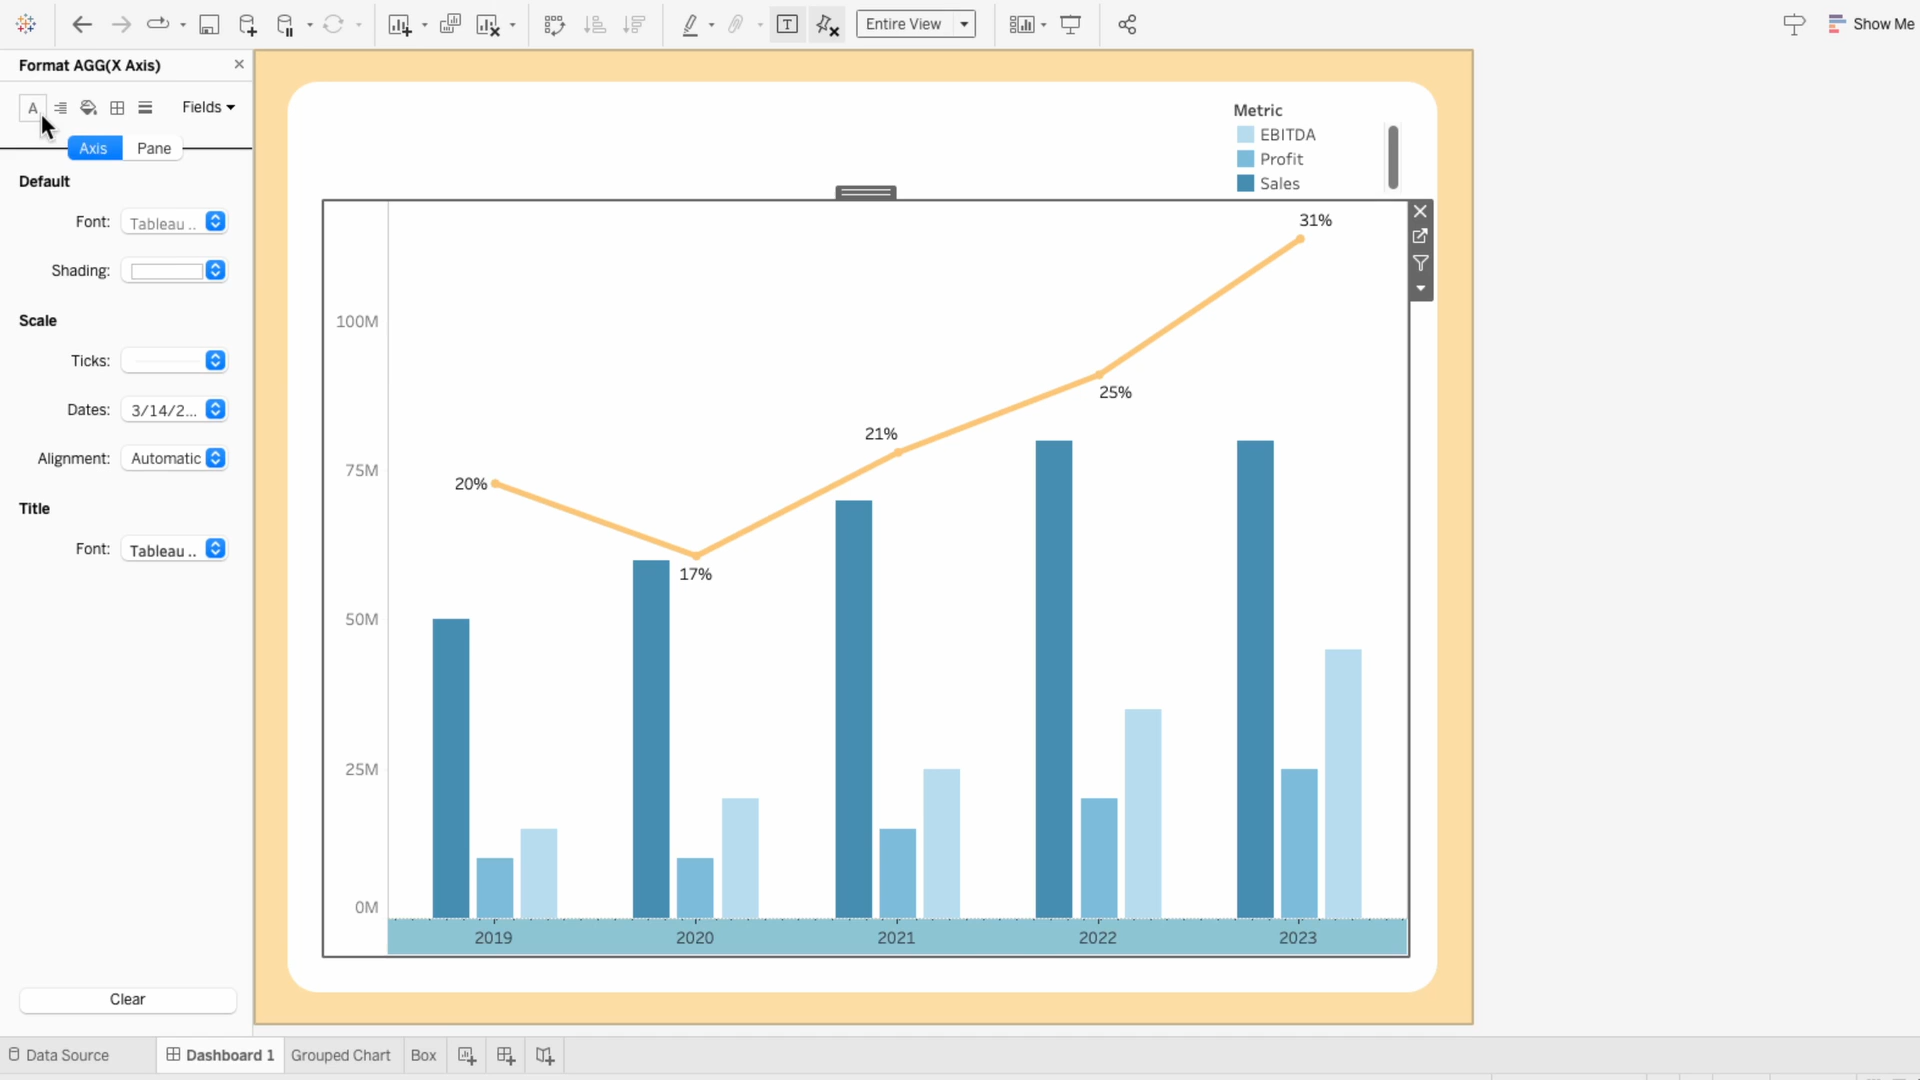 Entire View
Show Me
Format AGG(X Axis)
A
Fields
Axis
Pane
Default
Font:
Tableau ..
Shading:
Scale
Ticks:
Dates:
3/14/2...
Alignment:
Automatic
Title
Font:
Tableau ..
Clear
Metric
EBITDA
Profit
Sales
100M
75M
50M
25M
0M
20%
17%
21%
25%
31%
2019
2020
2021
2022
2023
Data Source
Dashboard 1
Grouped Chart
Box